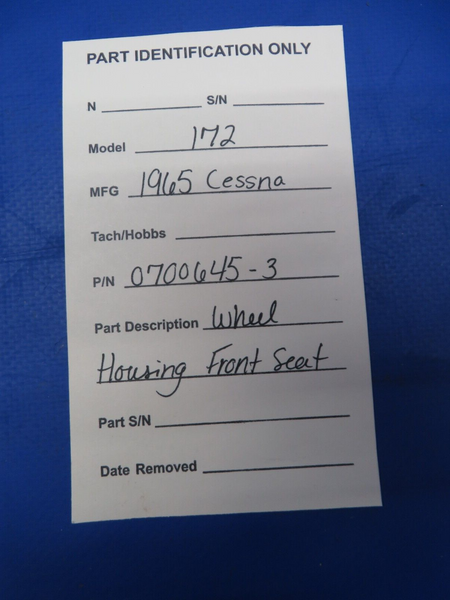 PART IDENTIFICATION ONLY
N S/N
Model 172
MFG 1965 Cessna
Tach/Hobbs
P/N 0700645-3
Part Description Wheel
Housing Front Seat
Part S/N
Date Removed